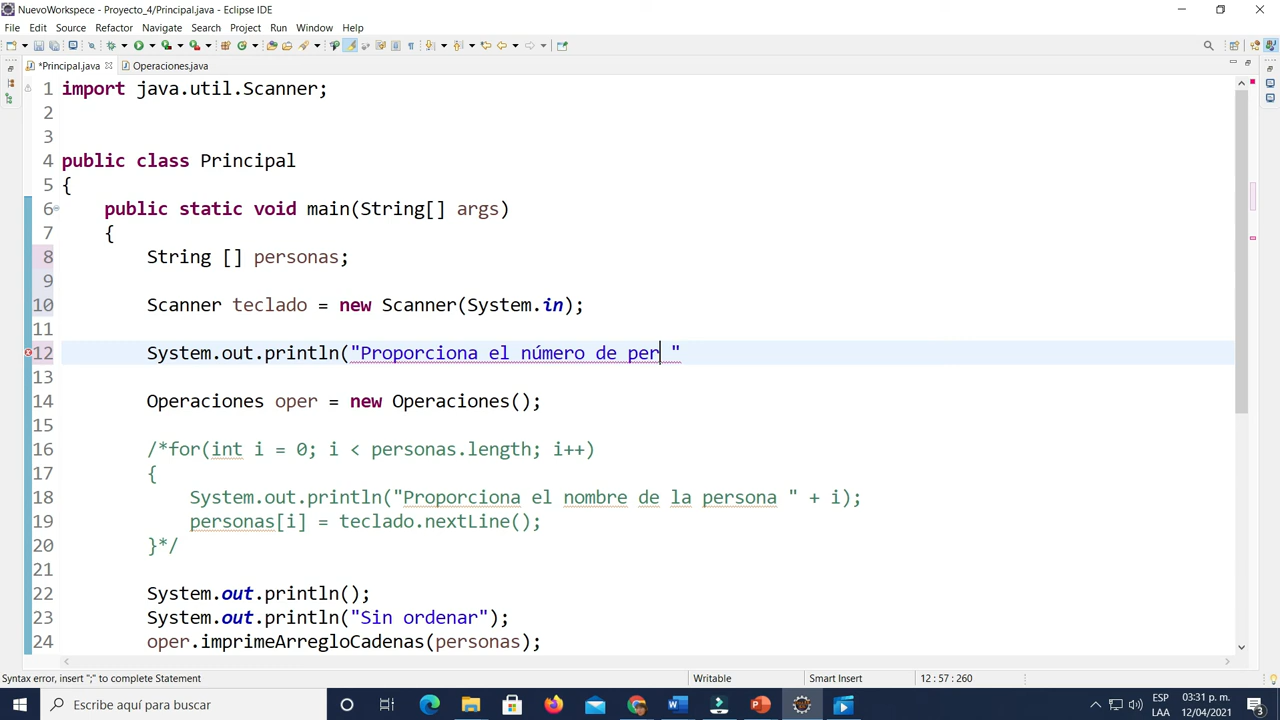 NuevoWorkspece - Proyecto_4/Principal.java - Eclipse IDE
File Edit Source Refactor Navigate Search Project Run Window Help
*Principal.java Operaciones.java
1 import java.util.Scanner;
2
3
4 public class Principal
5 {
6 public static void main(String[] args)
7 {
8 String [] personas;
9
10 Scanner teclado = new Scanner(System.in);
11
12 System.out.println("Proporciona el número de per "
13
14 Operaciones oper = new Operaciones();
15
16 /*for(int i = 0; i < personas.length; i++)
17 {
18 System.out.println("Proporciona el nombre de la persona " + i);
19 personas[i] = teclado.nextLine();
20 }*/
21
22 System.out.println();
23 System.out.println("Sin ordenar");
24 oper.imprimeArregloCadenas(personas);
Syntax error, insert ";" to complete Statement Writable Smart Insert 12 : 57 : 260
Escribe aquí para buscar ESP 03:31 p. m.
LAA 12/04/2021 3